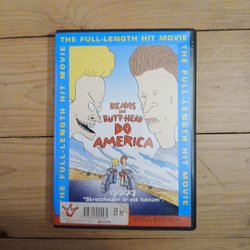 THE FULL-LENGTH HIT MOVIE
THE FULL-LENGTH HIT MOVIE
THE FULL-LENGTH HIT MOVIE
BEAVIS
AND
BUTT-HEAD
DO
AMERICA
"Skrattfesten är ett faktum"
COLLECTION